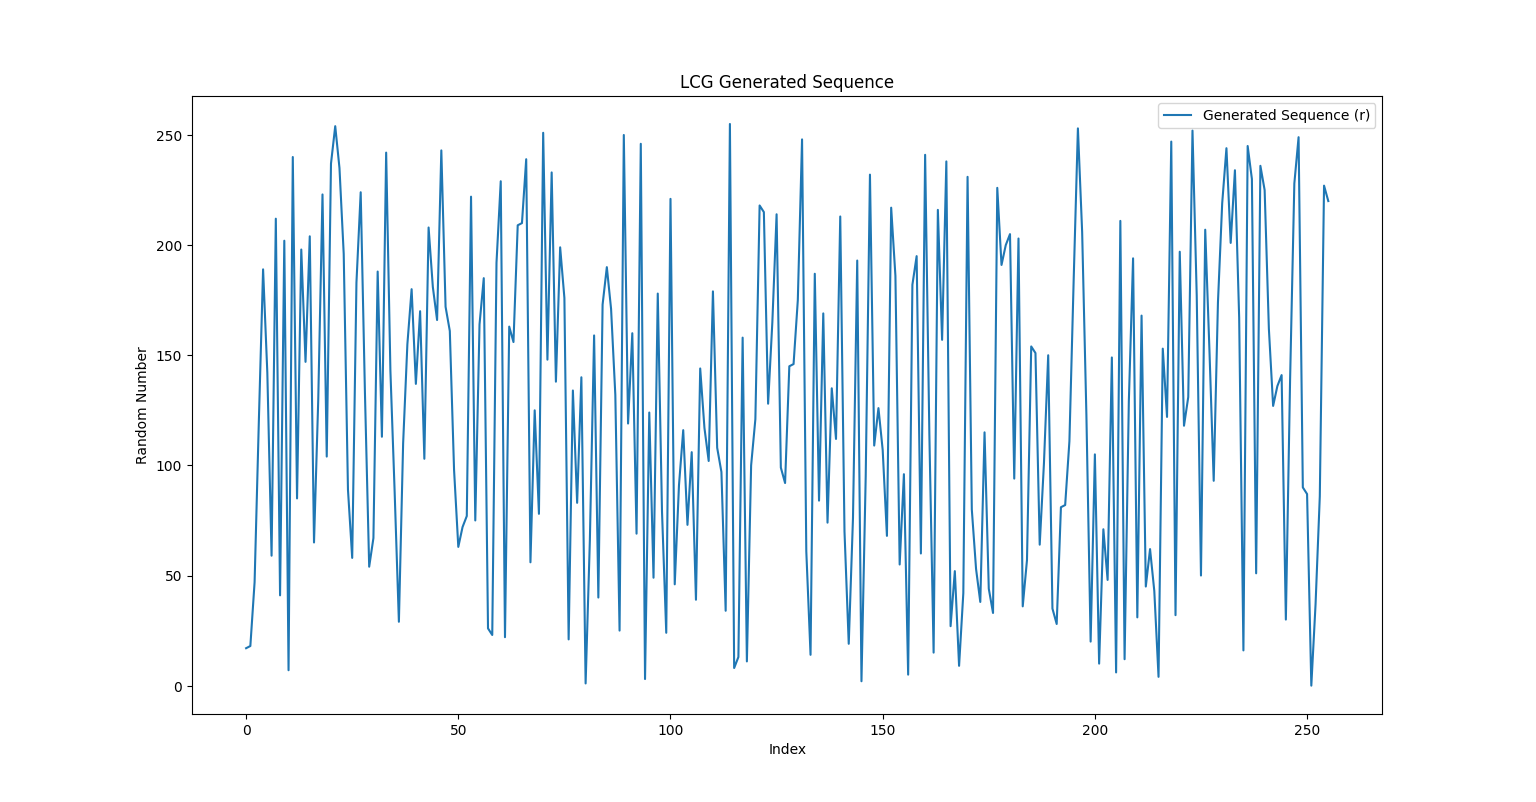 LCG Generated Sequence
Generated Sequence (r)
Random Number
250
200
150
100
50
0
0 50 100 150 200 250
Index